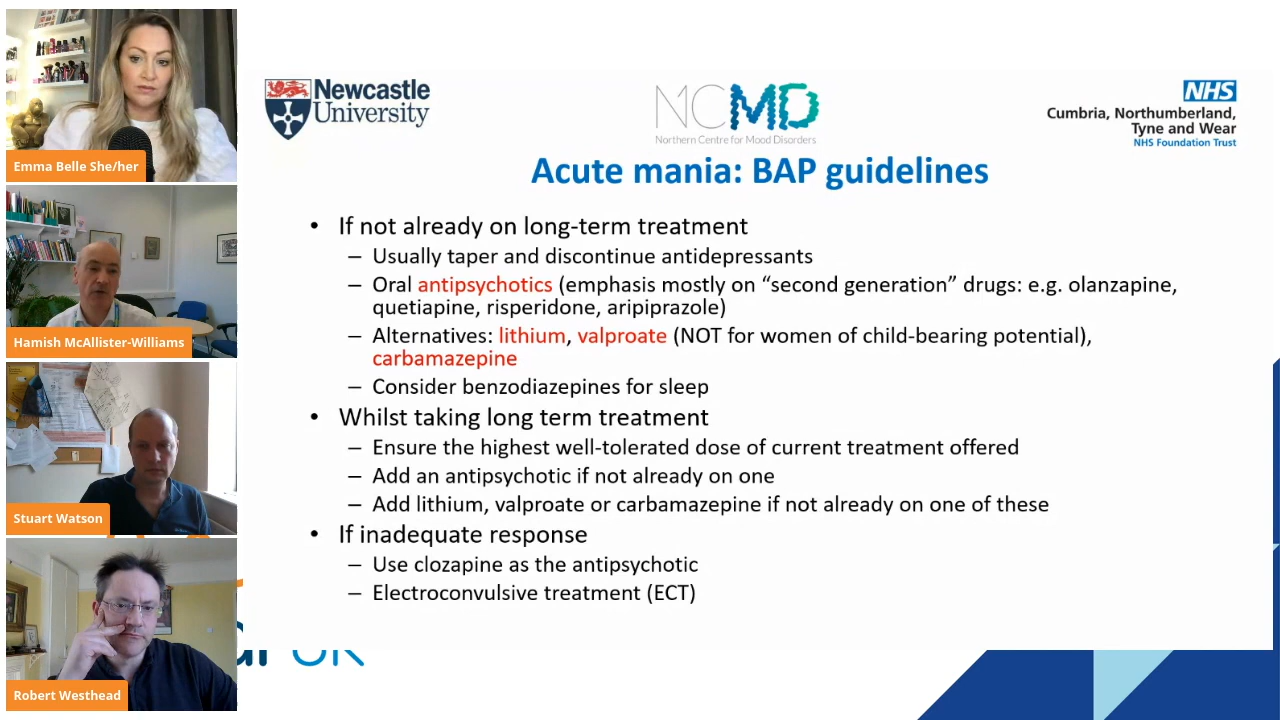 Emma Belle She/her
Hamish McAllister-Williams
Stuart Watson
Robert Westhead
Newcastle
University
NCMD
Northern Centre for Mood Disorders
NHS
Cumbria, Northumberland,
Tyne and Wear
NHS Foundation Trust
Acute mania: BAP guidelines
• If not already on long-term treatment
– Usually taper and discontinue antidepressants
– Oral antipsychotics (emphasis mostly on “second generation” drugs: e.g. olanzapine,
quetiapine, risperidone, aripiprazole)
– Alternatives: lithium, valproate (NOT for women of child-bearing potential),
carbamazepine
– Consider benzodiazepines for sleep
• Whilst taking long term treatment
– Ensure the highest well-tolerated dose of current treatment offered
– Add an antipsychotic if not already on one
– Add lithium, valproate or carbamazepine if not already on one of these
• If inadequate response
– Use clozapine as the antipsychotic
– Electroconvulsive treatment (ECT)
UK